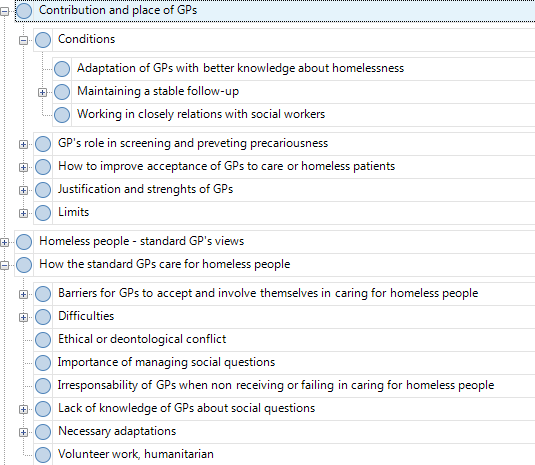 Contribution and place of GPs
Conditions
Adaptation of GPs with better knowledge about homelessness
Maintaining a stable follow-up
Working in closely relations with social workers
GP's role in screening and preveting precariousness
How to improve acceptance of GPs to care or homeless patients
Justification and strenghts of GPs
Limits
Homeless people - standard GP's views
How the standard GPs care for homeless people
Barriers for GPs to accept and involve themselves in caring for homeless people
Difficulties
Ethical or deontological conflict
Importance of managing social questions
Irresponsability of GPs when non receiving or failing in caring for homeless people
Lack of knowledge of GPs about social questions
Necessary adaptations
Volunteer work, humanitarian